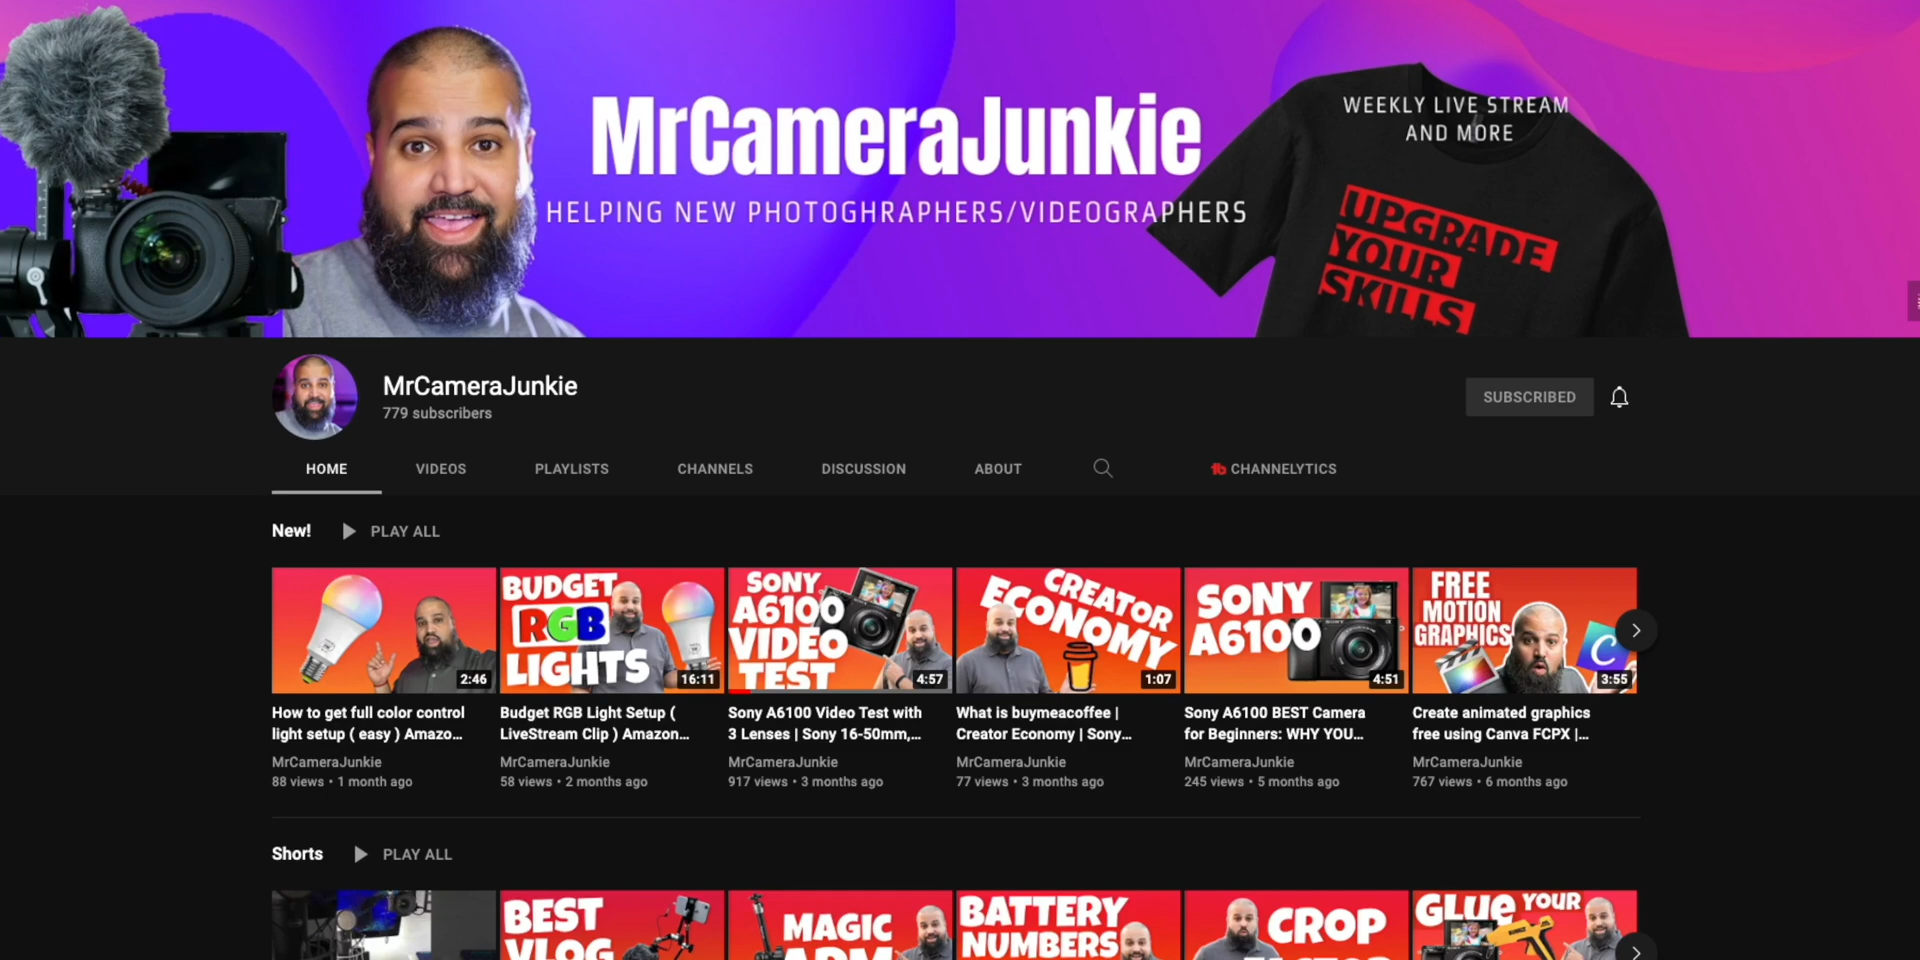 MrCameraJunkie
HELPING NEW PHOTOGHRAPHERS/VIDEOGRAPHERS
WEEKLY LIVE STREAM
AND MORE
UPGRADE
YOUR
SKILLS
MrCameraJunkie
779 subscribers
SUBSCRIBED
HOME VIDEOS PLAYLISTS CHANNELS DISCUSSION ABOUT CHANNELYTICS
New! PLAY ALL
2:46
BUDGET
RGB
LIGHTS
16:11
SONY
A6100
VIDEO
TEST
4:57
CREATOR
ECONOMY
1:07
SONY
A6100
4:51
FREE
MOTION
GRAPHICS
C
3:55
How to get full color control
light setup ( easy ) Amazo...
MrCameraJunkie
88 views • 1 month ago
Budget RGB Light Setup (
LiveStream Clip ) Amazon...
MrCameraJunkie
58 views • 2 months ago
Sony A6100 Video Test with
3 Lenses | Sony 16-50mm,...
MrCameraJunkie
917 views • 3 months ago
What is buymeacoffee |
Creator Economy | Sony...
MrCameraJunkie
77 views • 3 months ago
Sony A6100 BEST Camera
for Beginners: WHY YOU...
MrCameraJunkie
245 views • 5 months ago
Create animated graphics
free using Canva FCPX |...
MrCameraJunkie
767 views • 6 months ago
Shorts PLAY ALL
BEST
VLOG
MAGIC
ARM
BATTERY
NUMBERS
CROP
GLUE YOUR